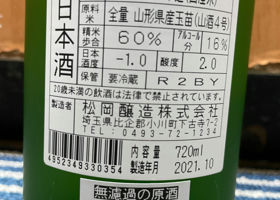 日本酒
原料米 全量 山形県産玉苗(山酒4号)
精米歩合 60% アルコール分 16%
日本酒度 -1.0 酸度 2.0
保管 要冷蔵 R2BY
20歳未満の飲酒は法律で禁止されています。
製造者 松岡醸造株式会社
埼玉県比企郡小川町下古寺7-2
TEL 0493-72-1234
4952349330354
内容量 720ml
製造年月 2021.10
無濾過の原酒